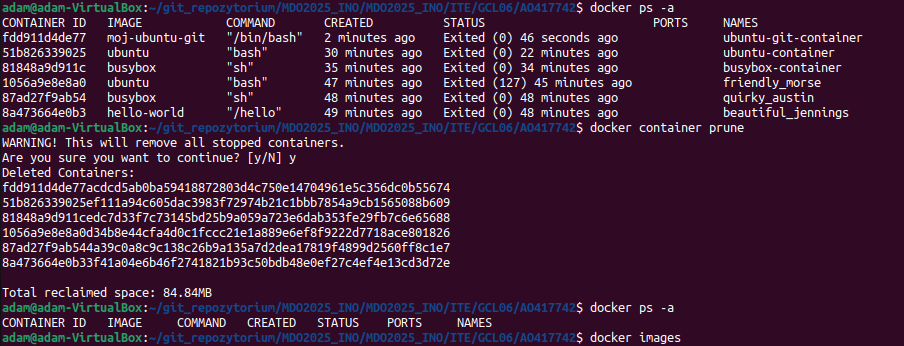 adam@adam-VirtualBox:~/git_repozytorium/MDO2025_INO/MDO2025_INO/ITE/GCL06/AO417742$ docker ps -a
CONTAINER ID   IMAGE            COMMAND       CREATED          STATUS                        PORTS     NAMES
fdd911d4de77   moj-ubuntu-git   "/bin/bash"   2 minutes ago    Exited (0) 46 seconds ago               ubuntu-git-container
51b826339025   ubuntu           "bash"        30 minutes ago   Exited (0) 22 minutes ago               ubuntu-container
81848a9d911c   busybox          "sh"          35 minutes ago   Exited (0) 34 minutes ago               busybox-container
1056a9e8e8a0   ubuntu           "bash"        47 minutes ago   Exited (127) 45 minutes ago             friendly_morse
87ad27f9ab54   busybox          "sh"          48 minutes ago   Exited (0) 48 minutes ago               quirky_austin
8a473664e0b3   hello-world      "/hello"      49 minutes ago   Exited (0) 48 minutes ago               beautiful_jennings
adam@adam-VirtualBox:~/git_repozytorium/MDO2025_INO/MDO2025_INO/ITE/GCL06/AO417742$ docker container prune
WARNING! This will remove all stopped containers.
Are you sure you want to continue? [y/N] y
Deleted Containers:
fdd911d4de77acdcd5ab0ba59418872803d4c750e14704961e5c356dc0b55674
51b826339025ef111a94c605dac3983f72974b21c1bbb7854a9cb1565088b609
81848a9d911cedc7d33f7c73145bd25b9a059a723e6dab353fe29fb7c6e65688
1056a9e8e8a0d34b8e44cfa4d0c1fccc21e1a889e6ef8f9222d7718ace801826
87ad27f9ab544a39c0a8c9c138c26b9a135a7d2dea17819f4899d2560ff8c1e7
8a473664e0b33f41a04e6b46f2741821b93c50bdb48e0ef27c4ef4e13cd3d72e
Total reclaimed space: 84.84MB
adam@adam-VirtualBox:~/git_repozytorium/MDO2025_INO/MDO2025_INO/ITE/GCL06/AO417742$ docker ps -a
CONTAINER ID   IMAGE     COMMAND   CREATED   STATUS    PORTS     NAMES
adam@adam-VirtualBox:~/git_repozytorium/MDO2025_INO/MDO2025_INO/ITE/GCL06/AO417742$ docker images